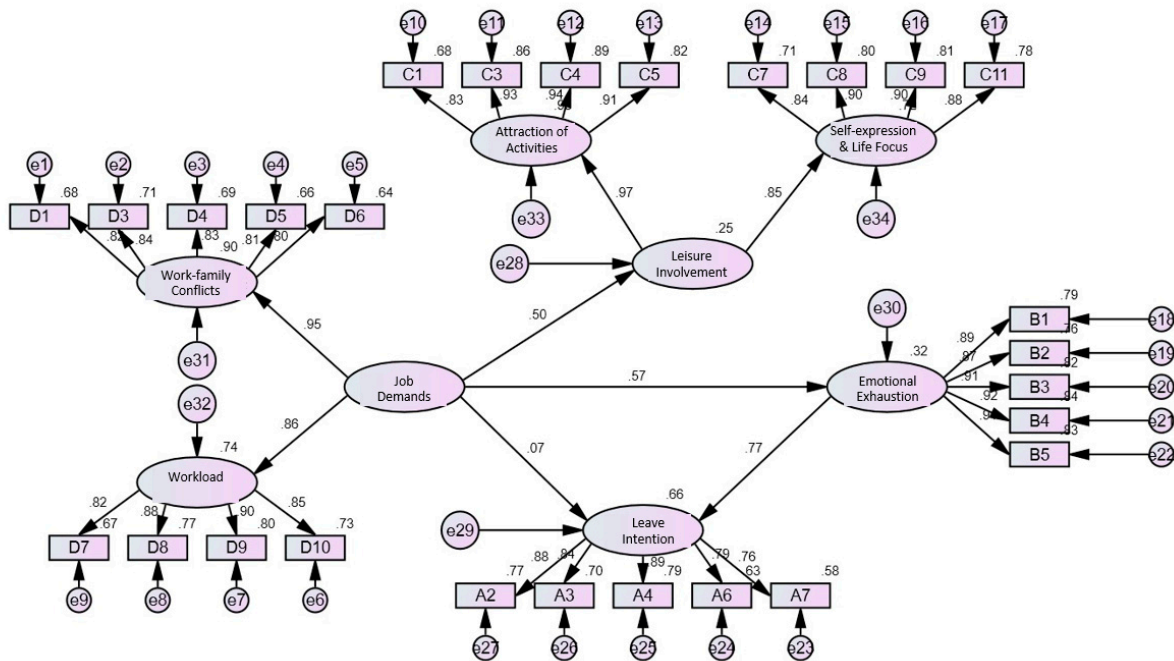 e10
e11
e12
e13
e14
e15
e16
e17
.68
.86
.89
.82
.71
.80
.81
.78
C1
C3
C4
C5
C7
C8
C9
C11
.83
.93
.94
.91
.84
.90
.90
.88
Attraction of
Activities
Self-expression
& Life Focus
e33
e34
e1
e2
e3
e4
e5
.68
.71
.69
.66
.64
D1
D3
D4
D5
D6
.82
.84
.83
.90
.81
.80
Work-family
Conflicts
.97
.85
.25
e28
Leisure
Involvement
e31
.95
.50
e30
.79
B1
e18
.89
.76
B2
e19
.87
.82
B3
e20
.91
.84
B4
e21
.92
.83
B5
e22
.32
Emotional
Exhaustion
Job
Demands
.57
e32
.86
.74
Workload
.07
.77
.82
.88
.90
.85
.67
.77
.80
.73
D7
D8
D9
D10
e9
e8
e7
e6
.66
e29
Leave
Intention
.88
.84
.89
.79
.76
.77
.70
.79
.63
.58
A2
A3
A4
A6
A7
e27
e26
e25
e24
e23